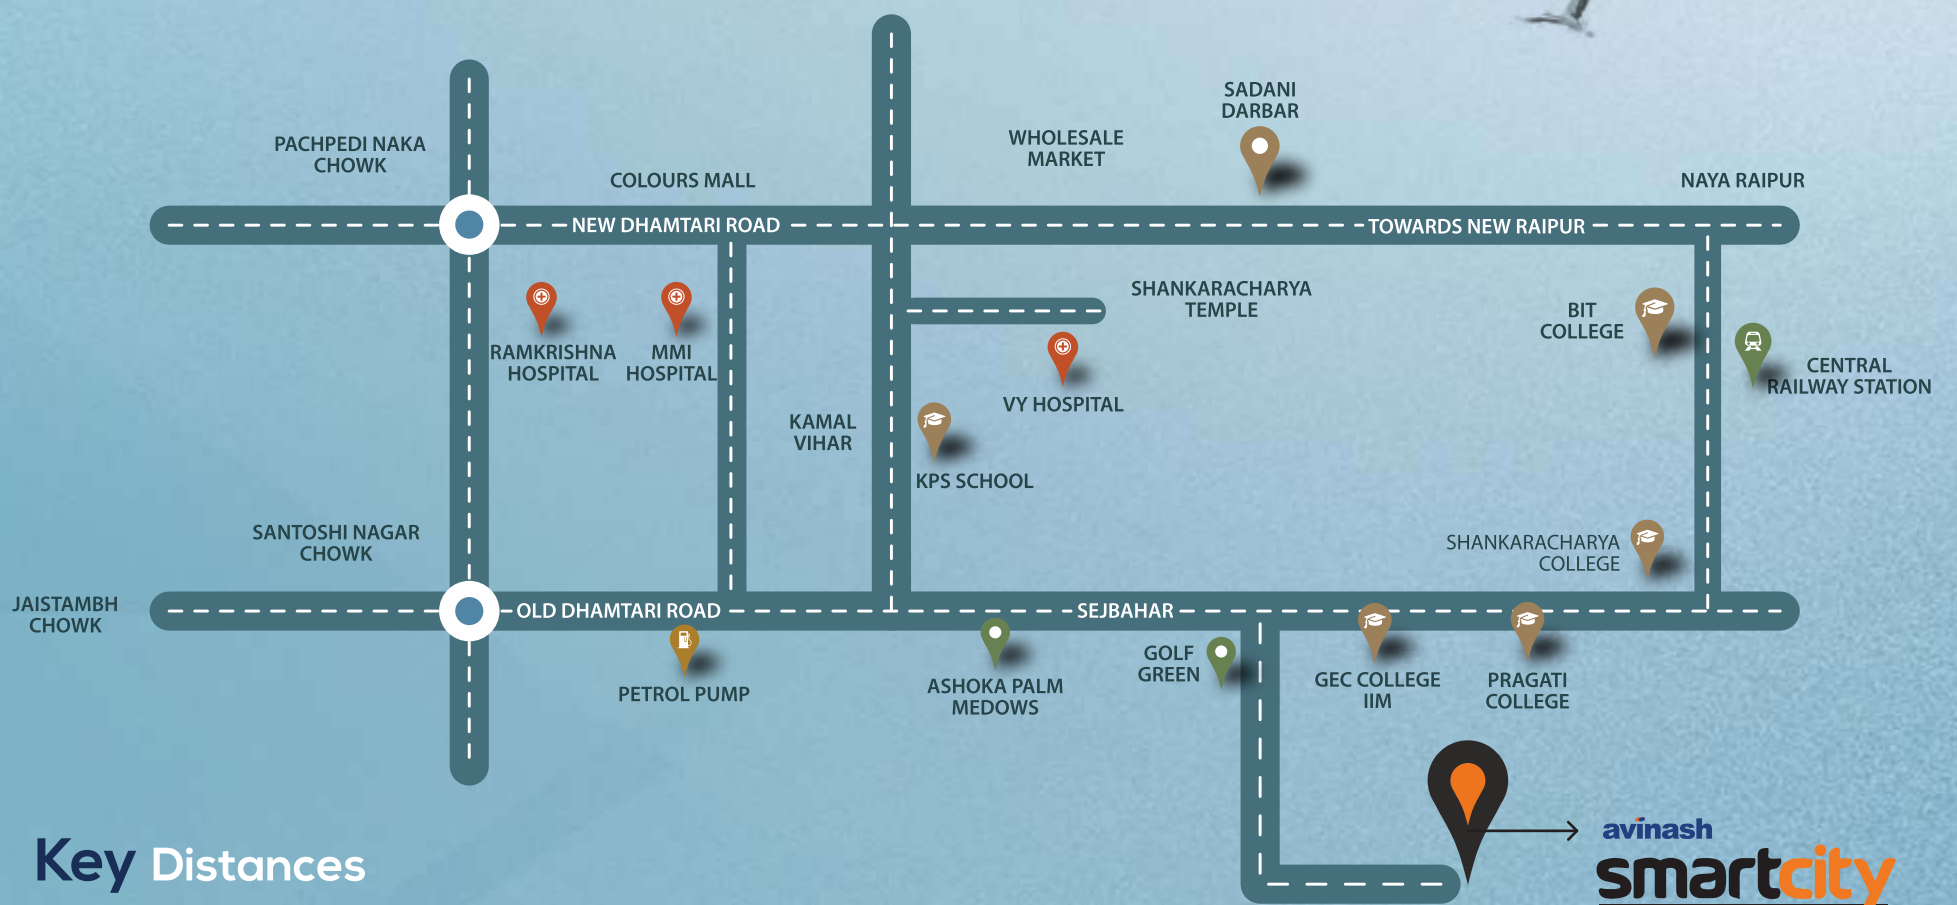 SADANI
DARBAR
PACHPEDI NAKA
CHOWK
WHOLESALE
MARKET
COLOURS MALL
NAYA RAIPUR
NEW DHAMTARI ROAD
TOWARDS NEW RAIPUR
SHANKARACHARYA
TEMPLE
BIT
COLLEGE
RAMKRISHNA
HOSPITAL
MMI
HOSPITAL
CENTRAL
RAILWAY STATION
VY HOSPITAL
KAMAL
VIHAR
KPS SCHOOL
SANTOSHI NAGAR
CHOWK
SHANKARACHARYA
COLLEGE
JAISTAMBH
CHOWK
OLD DHAMTARI ROAD
SEJBAHAR
GOLF
GREEN
PETROL PUMP
ASHOKA PALM
MEDOWS
GEC COLLEGE
IIM
PRAGATI
COLLEGE
avinash
smartcity
Key Distances